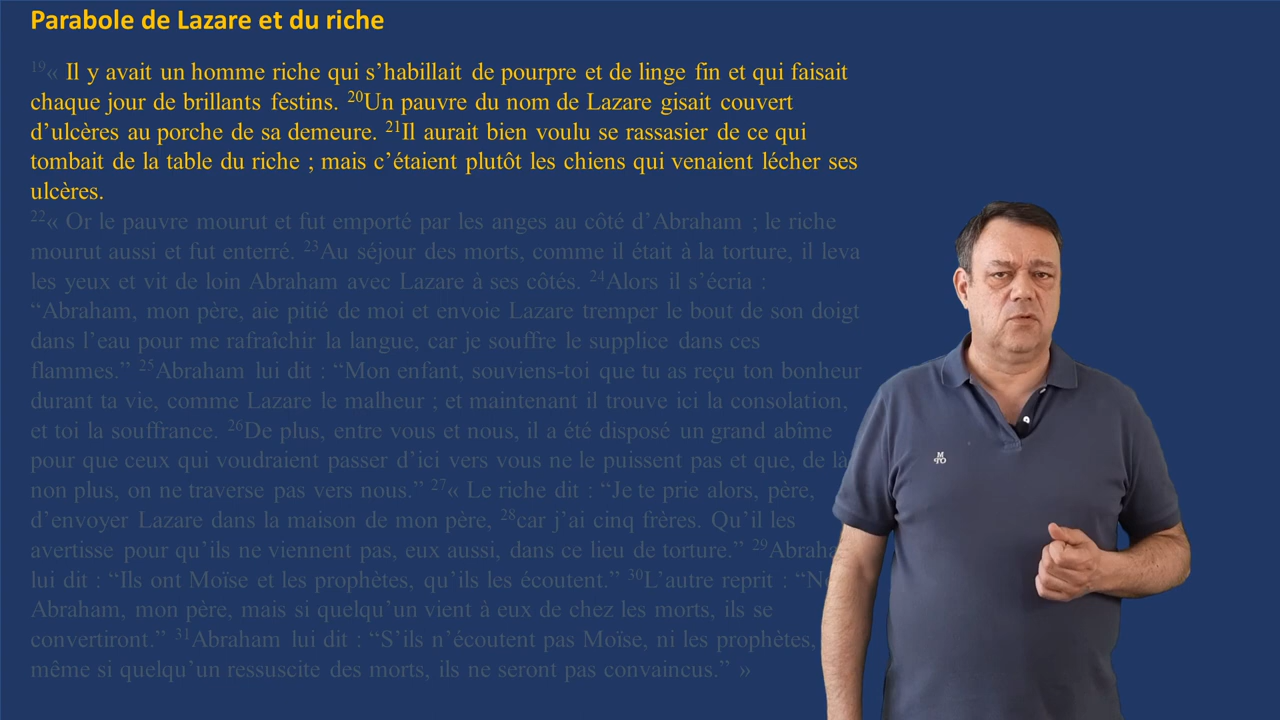 Parabole de Lazare et du riche
19« Il y avait un homme riche qui s’habillait de pourpre et de linge fin et qui faisait
chaque jour de brillants festins. 20Un pauvre du nom de Lazare gisait couvert
d’ulcères au porche de sa demeure. 21Il aurait bien voulu se rassasier de ce qui
tombait de la table du riche ; mais c’étaient plutôt les chiens qui venaient lécher ses
ulcères.
22« Or le pauvre mourut et fut emporté par les anges au côté d’Abraham ; le riche
mourut aussi et fut enterré. 23Au séjour des morts, comme il était à la torture, il leva
les yeux et vit de loin Abraham avec Lazare à ses côtés. 24Alors il s’écria :
“Abraham, mon père, aie pitié de moi et envoie Lazare tremper le bout de son doigt
dans l’eau pour me rafraîchir la langue, car je souffre le supplice dans ces
flammes.” 25Abraham lui dit : “Mon enfant, souviens-toi que tu as reçu ton bonheur
durant ta vie, comme Lazare le malheur ; et maintenant il trouve ici la consolation,
et toi la souffrance. 26De plus, entre vous et nous, il a été disposé un grand abîme
pour que ceux qui voudraient passer d’ici vers vous ne le puissent pas et que, de là
non plus, on ne traverse pas vers nous.” 27« Le riche dit : “Je te prie alors, père,
d’envoyer Lazare dans la maison de mon père, 28car j’ai cinq frères. Qu’il les
avertisse pour qu’ils ne viennent pas, eux aussi, dans ce lieu de torture.” 29Abraha
lui dit : “Ils ont Moïse et les prophètes, qu’ils les écoutent.” 30L’autre reprit : “N
Abraham, mon père, mais si quelqu’un vient à eux de chez les morts, ils se
convertiront.” 31Abraham lui dit : “S’ils n’écoutent pas Moïse, ni les prophètes,
même si quelqu’un ressuscite des morts, ils ne seront pas convaincus.” »